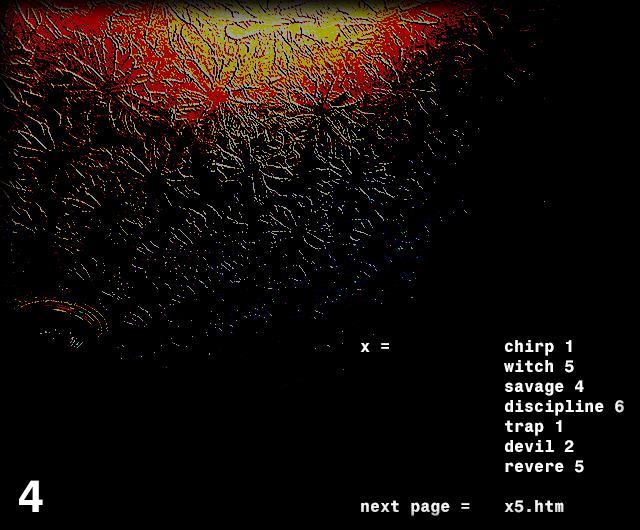 x = chirp 1
witch 5
savage 4
discipline 6
trap 1
devil 2
revere 5
4
next page = x5.htm